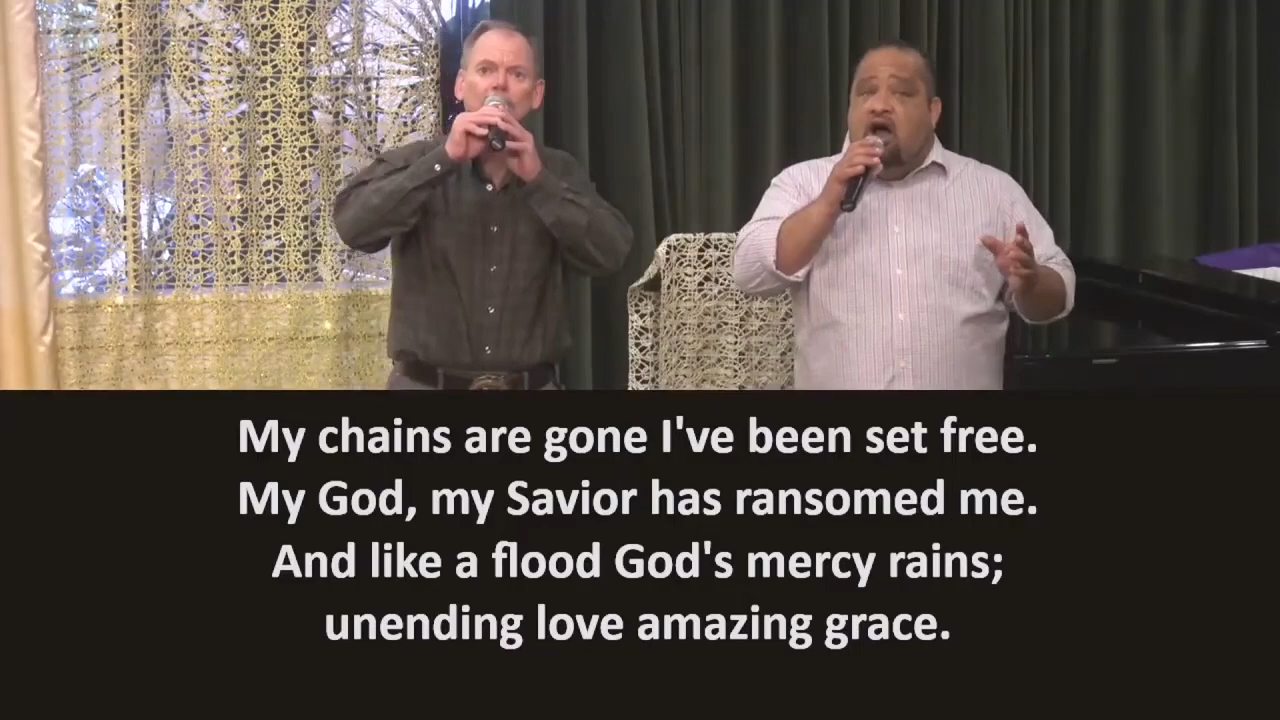 My chains are gone I've been set free.
My God, my Savior has ransomed me.
And like a flood God's mercy rains;
unending love amazing grace.